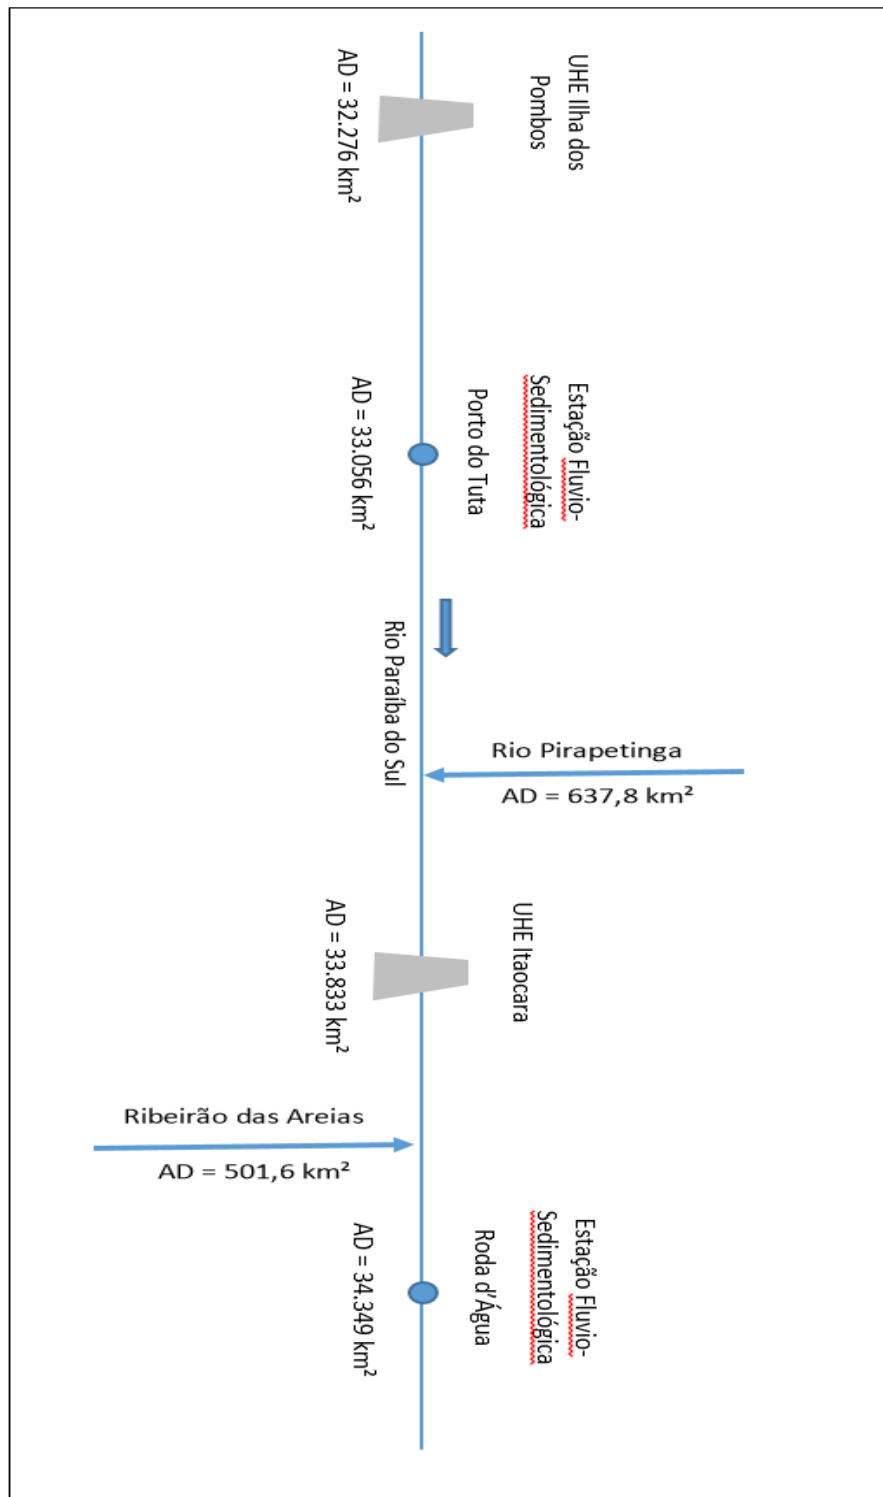 UHE Ilha dos
Pombos
AD = 32.276 km²
Estação Fluvio-
Sedimentológica
Porto do Tuta
AD = 33.056 km²
Rio Paraíba do Sul
Rio Pirapetinga
AD = 637,8 km²
UHE Itaocara
AD = 33.833 km²
Ribeirão das Areias
AD = 501,6 km²
Estação Fluvio-
Sedimentológica
Roda d’Água
AD = 34.349 km²